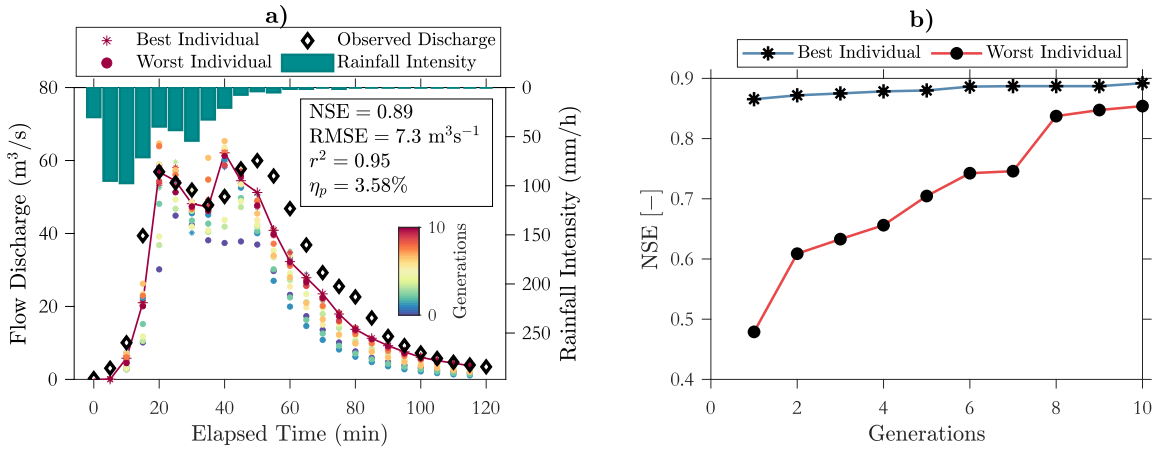 a)
Best Individual
Observed Discharge
Worst Individual
Rainfall Intensity
80
60
40
20
0
Flow Discharge (m³/s)
0
50
100
150
200
250
Rainfall Intensity (mm/h)
NSE = 0.89
RMSE = 7.3 m³s⁻¹
r² = 0.95
ηₚ = 3.58%
10
0
Generations
0
20
40
60
80
100
120
Elapsed Time (min)
b)
Best Individual
Worst Individual
0.9
0.8
0.7
0.6
0.5
0.4
NSE [−]
0
2
4
6
8
10
Generations